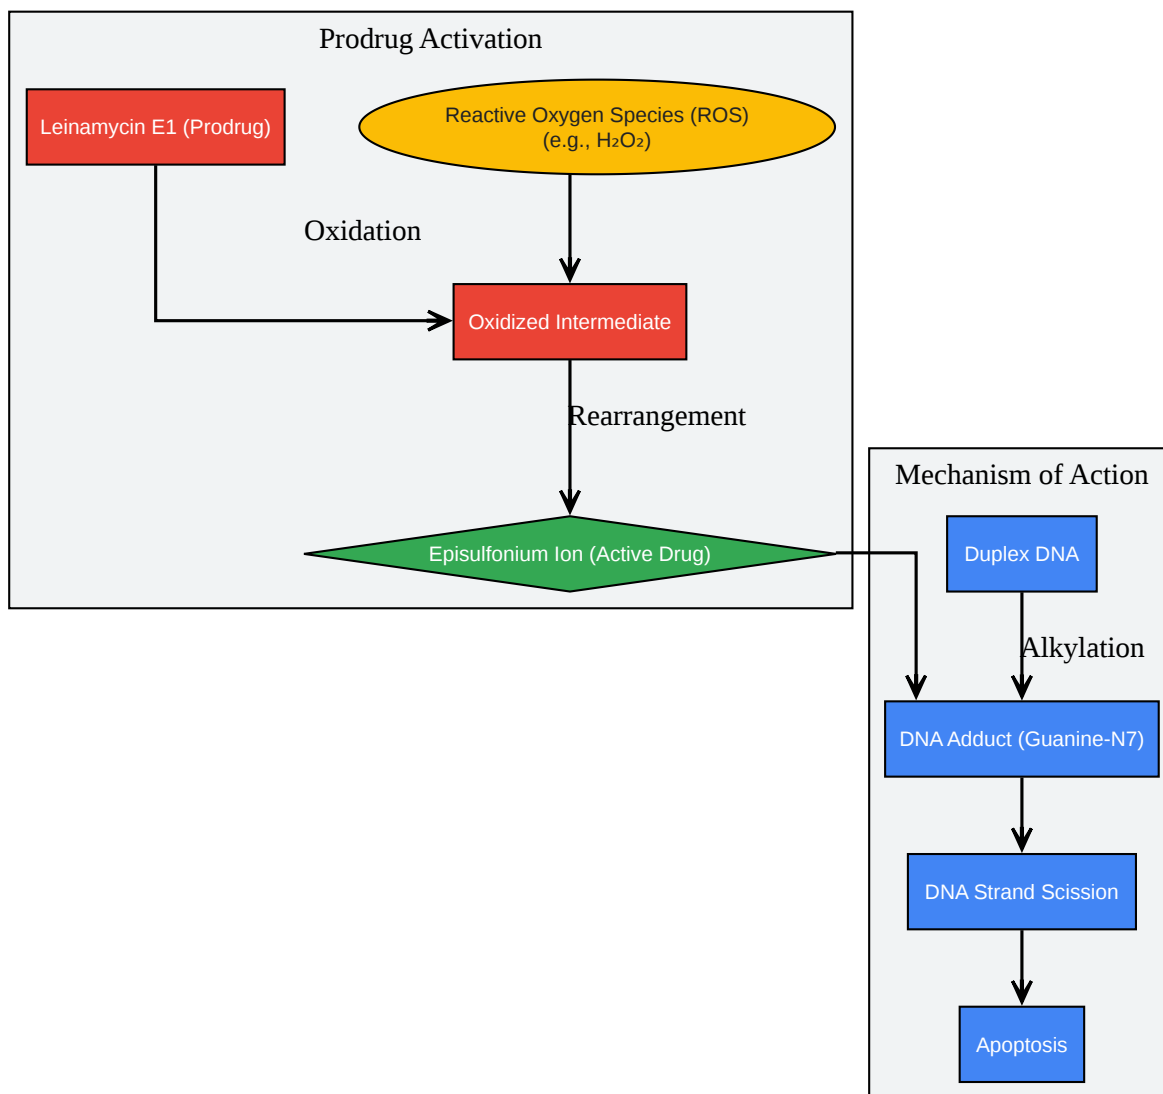 Prodrug Activation
Leinamycin E1 (Prodrug)
Reactive Oxygen Species (ROS)
(e.g., H₂O₂)
Oxidation
Oxidized Intermediate
Rearrangement
Episulfonium Ion (Active Drug)
Mechanism of Action
Duplex DNA
Alkylation
DNA Adduct (Guanine-N7)
DNA Strand Scission
Apoptosis